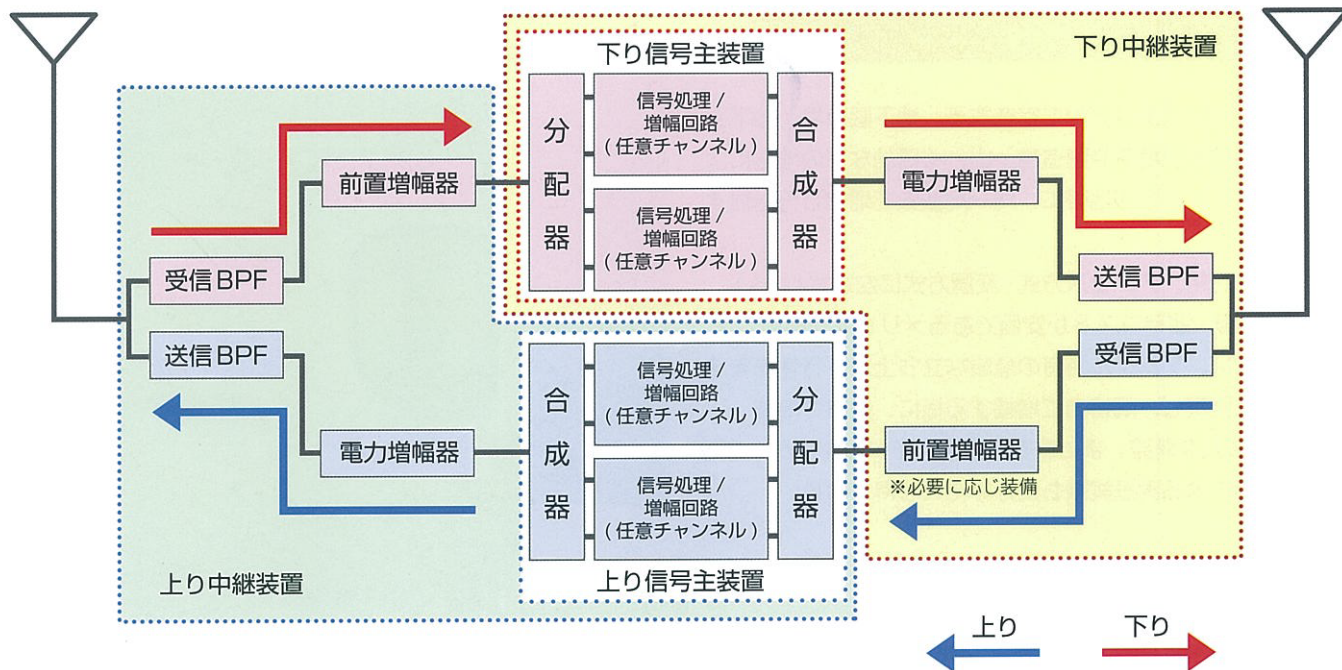 下り信号主装置
下り中継装置
分配器
信号処理 /
増幅回路
( 任意チャンネル )
合成器
信号処理 /
増幅回路
( 任意チャンネル )
前置増幅器
電力増幅器
受信 BPF
送信 BPF
送信 BPF
受信 BPF
合成器
信号処理 /
増幅回路
( 任意チャンネル )
分配器
信号処理 /
増幅回路
( 任意チャンネル )
電力増幅器
前置増幅器
※必要に応じ装備
上り中継装置
上り信号主装置
上り
下り